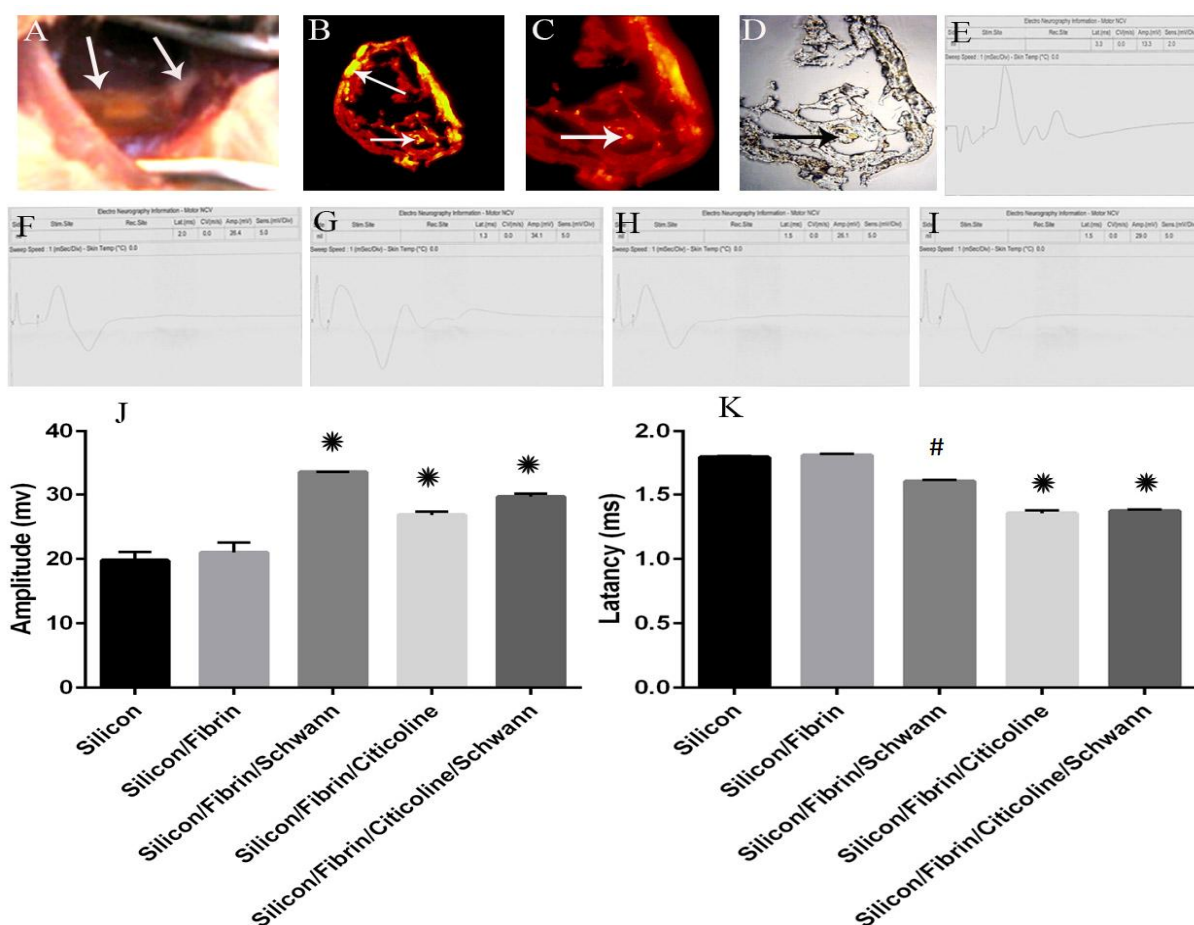 A
B
C
D
E
Electro Neurography Information - Motor NCV
Stim.Site Rec.Site Lat.(ms) CV(m/s) Amp.(mV) Sens.(mV/Div)
3.3 0.0 13.3 2.0
Sweep Speed : 1 (mSec/Div) - Skin Temp (°C) 0.0
F
Electro Neurography Information - Motor NCV
Stim.Site Rec.Site Lat.(ms) CV(m/s) Amp.(mV) Sens.(mV/Div)
2.0 0.0 26.4 5.0
Sweep Speed : 1 (mSec/Div) - Skin Temp (°C) 0.0
G
Electro Neurography Information - Motor NCV
Stim.Site Rec.Site Lat.(ms) CV(m/s) Amp.(mV) Sens.(mV/Div)
nil 1.3 0.0 34.1 5.0
Sweep Speed : 1 (mSec/Div) - Skin Temp (°C) 0.0
H
Electro Neurography Information - Motor NCV
Stim.Site Rec.Site Lat.(ms) CV(m/s) Amp.(mV) Sens.(mV/Div)
nil 1.5 0.0 26.1 5.0
Sweep Speed : 1 (mSec/Div) - Skin Temp (°C) 0.0
I
Electro Neurography Information - Motor NCV
Stim.Site Rec.Site Lat.(ms) CV(m/s) Amp.(mV) Sens.(mV/Div)
nil 1.5 0.0 29.0 5.0
Sweep Speed : 1 (mSec/Div) - Skin Temp (°C) 0.0
J
Amplitude (mv)
40
30
20
10
0
Silicon
Silicon/Fibrin
Silicon/Fibrin/Schwann
Silicon/Fibrin/Citicoline
Silicon/Fibrin/Citicoline/Schwann
K
Latancy (ms)
2.0
1.5
1.0
0.5
0.0
#
Silicon
Silicon/Fibrin
Silicon/Fibrin/Schwann
Silicon/Fibrin/Citicoline
Silicon/Fibrin/Citicoline/Schwann